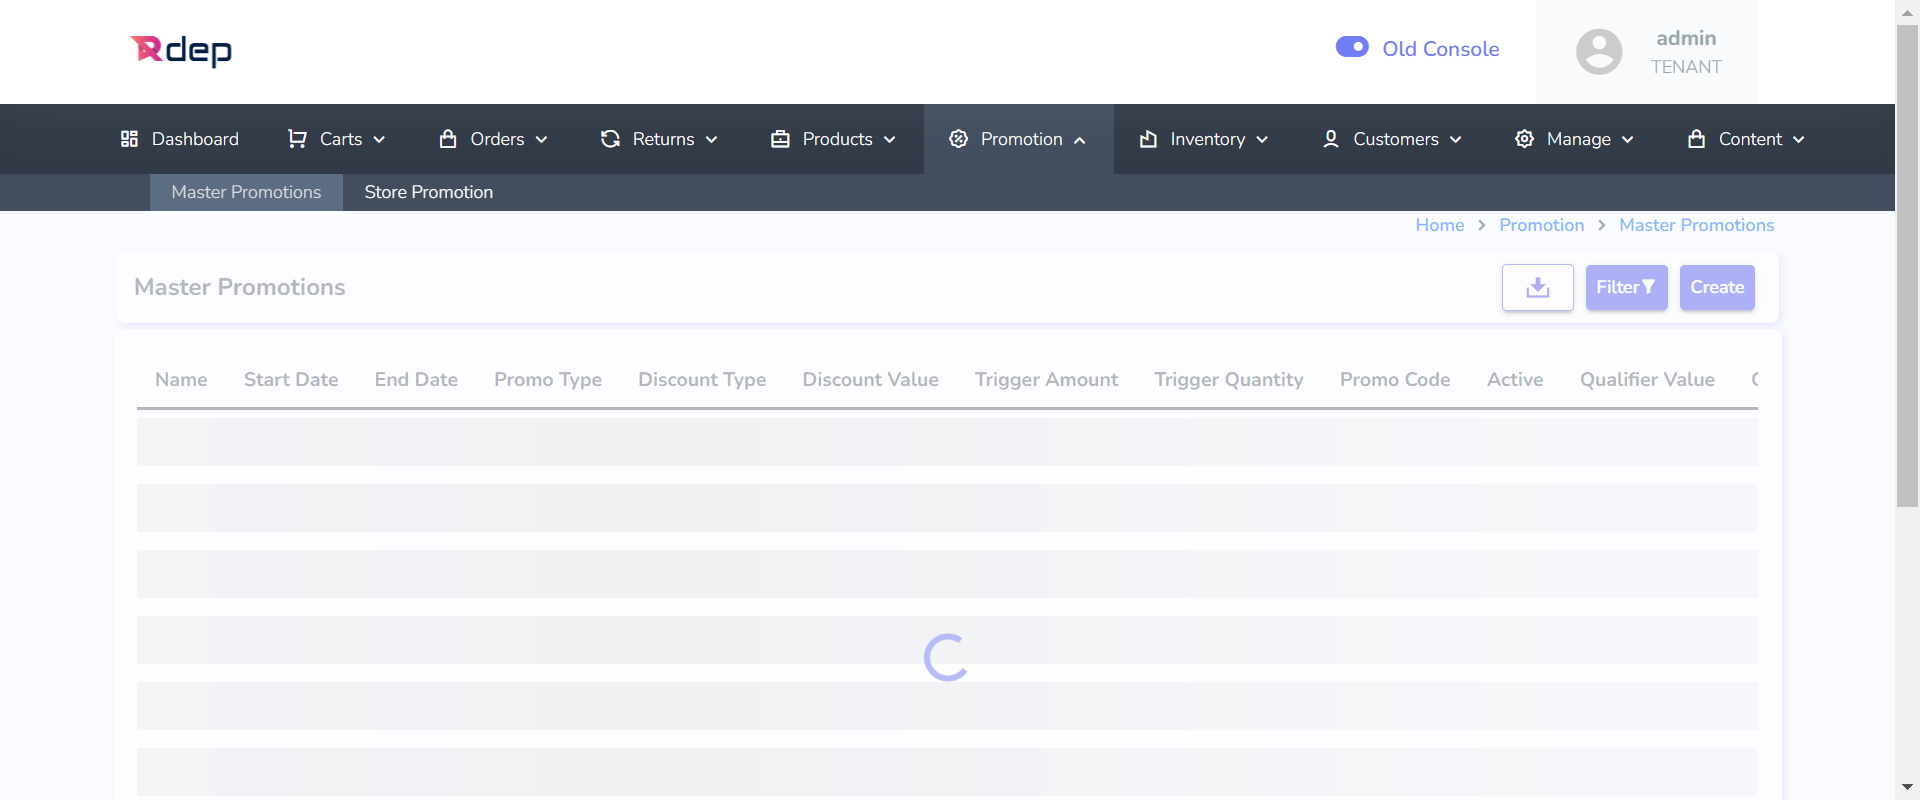 Rdep
Old Console
admin
TENANT
Dashboard Carts Orders Returns Products Promotion Inventory Customers Manage Content
Master Promotions Store Promotion
Home > Promotion > Master Promotions
Master Promotions
Filter Create
Name Start Date End Date Promo Type Discount Type Discount Value Trigger Amount Trigger Quantity Promo Code Active Qualifier Value